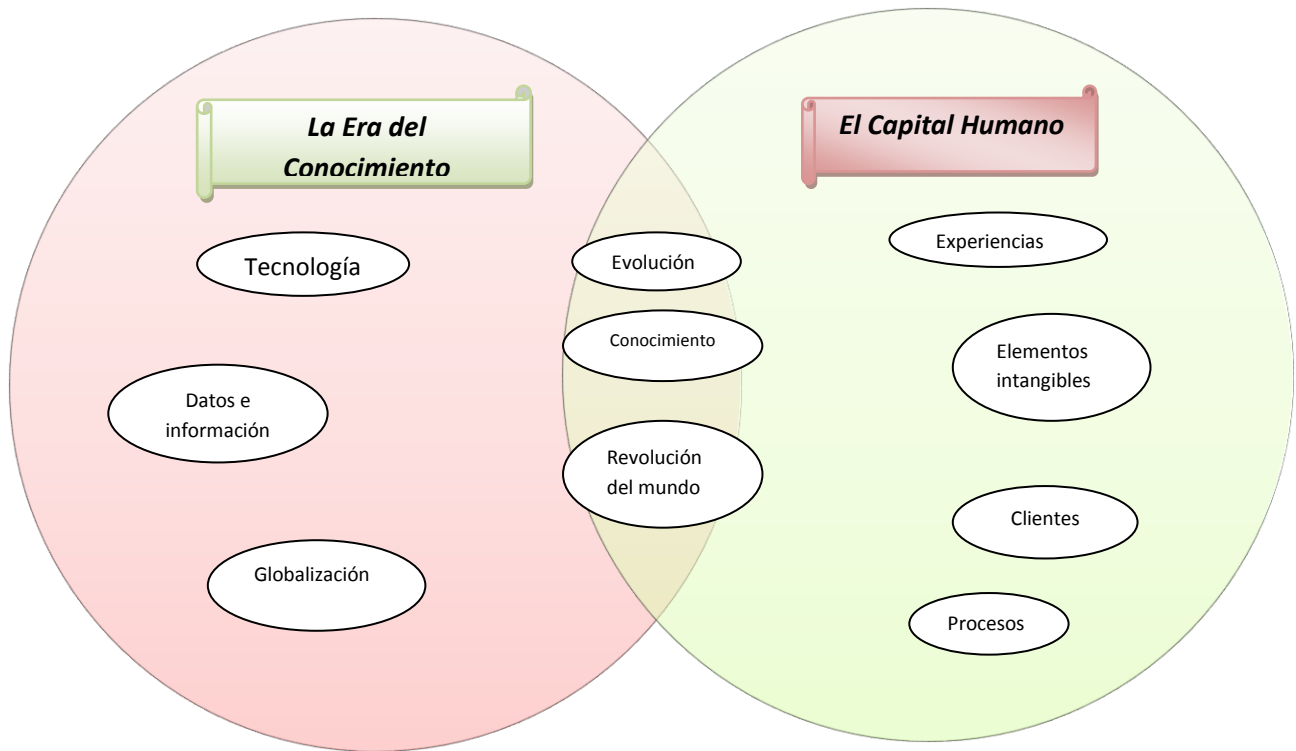 La Era del
Conocimiento
El Capital Humano
Tecnología
Datos e
información
Globalización
Evolución
Conocimiento
Revolución
del mundo
Experiencias
Elementos
intangibles
Clientes
Procesos